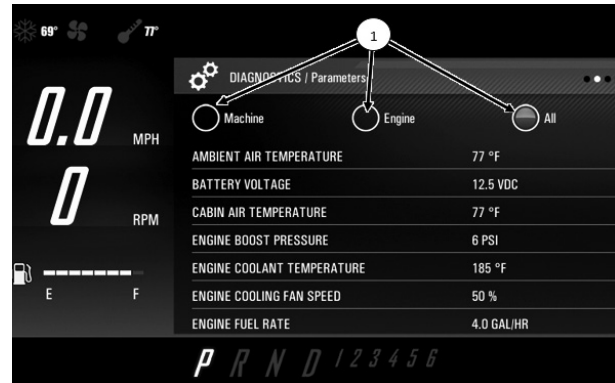 69° 77°
1
DIAGNOSTICS / Parameters
Machine Engine All
0.0 MPH
0 RPM
E F
AMBIENT AIR TEMPERATURE 77 °F
BATTERY VOLTAGE 12.5 VDC
CABIN AIR TEMPERATURE 77 °F
ENGINE BOOST PRESSURE 6 PSI
ENGINE COOLANT TEMPERATURE 185 °F
ENGINE COOLING FAN SPEED 50 %
ENGINE FUEL RATE 4.0 GAL/HR
P R N D 1 2 3 4 5 6